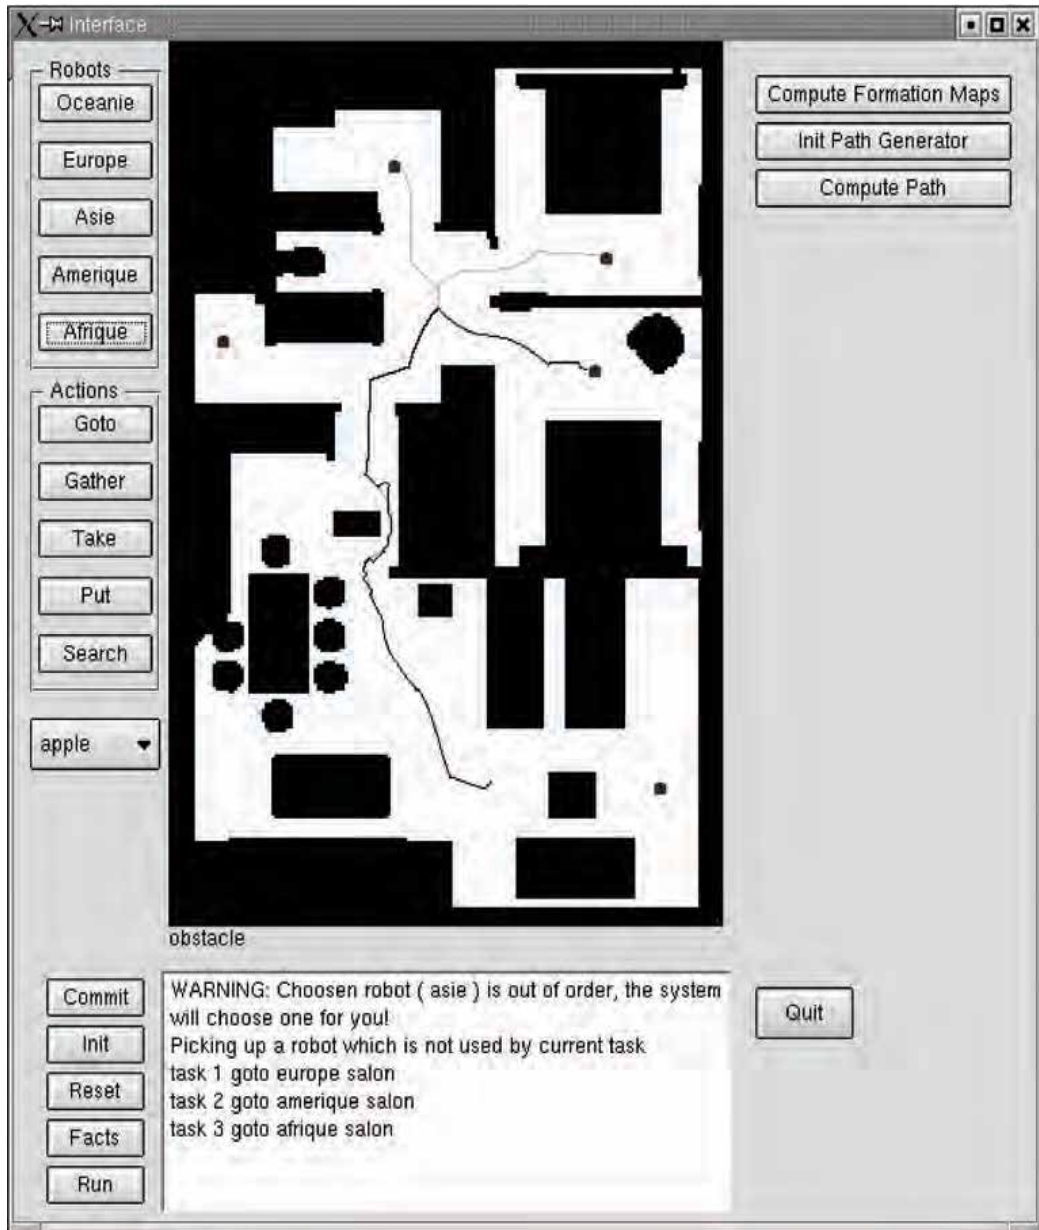 Interface
Robots
Oceanie
Europe
Asie
Amerique
Afrique
Actions
Goto
Gather
Take
Put
Search
apple
Compute Formation Maps
Init Path Generator
Compute Path
obstacle
Commit
Init
Reset
Facts
Run
WARNING: Choosen robot ( asie ) is out of order, the system
will choose one for you!
Picking up a robot which is not used by current task
task 1 goto europe salon
task 2 goto amerique salon
task 3 goto afrique salon
Quit